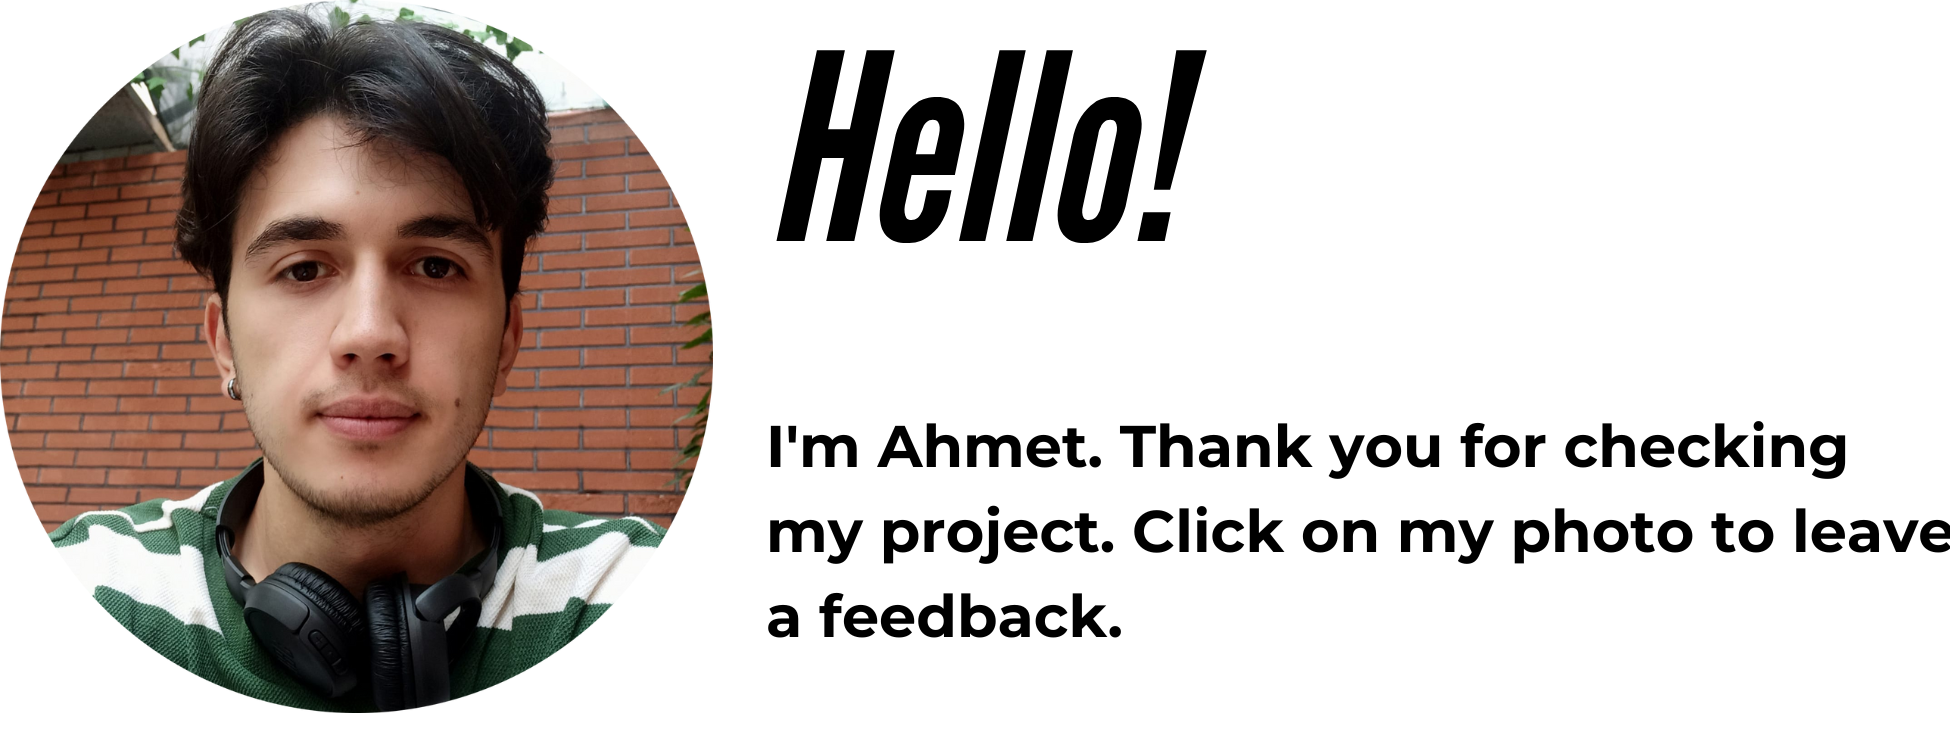 Hello!
I'm Ahmet. Thank you for checking
my project. Click on my photo to leave
a feedback.